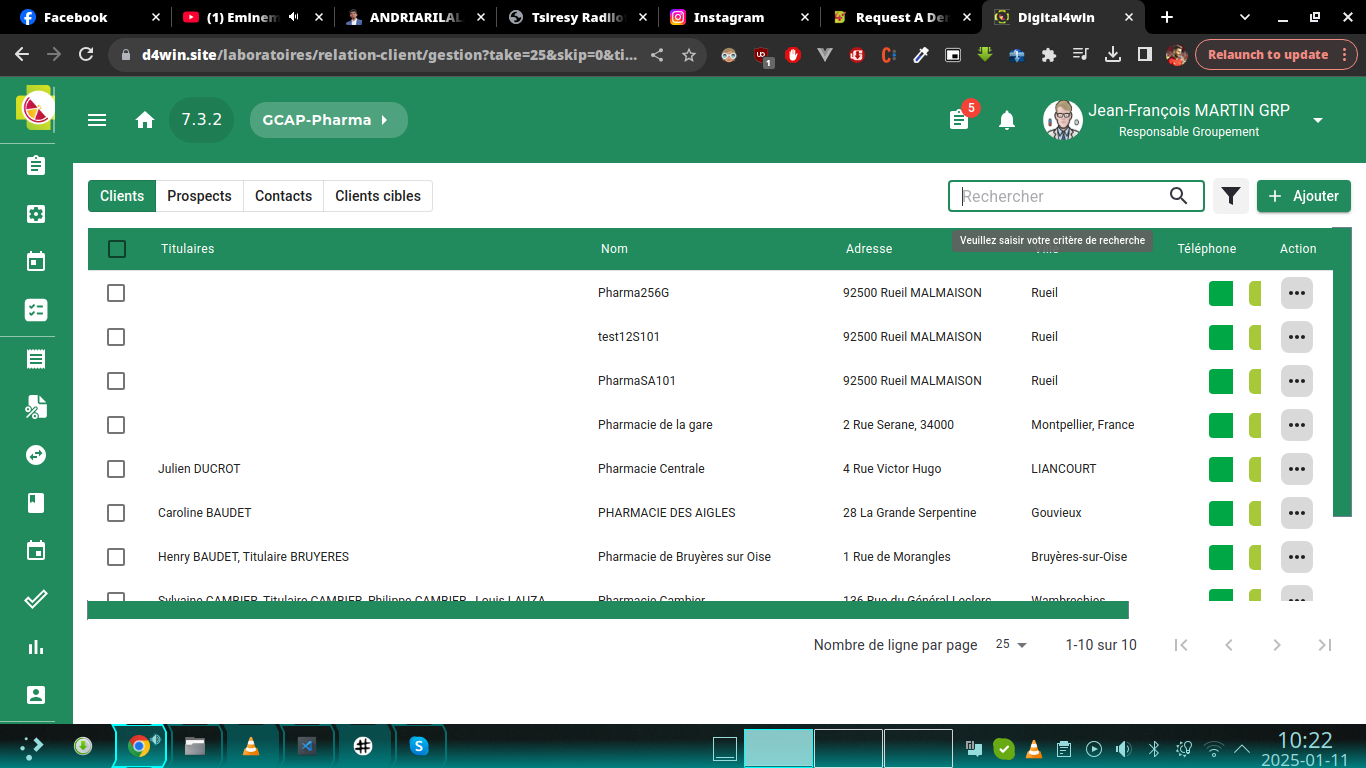 Facebook
(1) Eminem
ANDRIARILAL
Tsiresy Radilo
Instagram
Request A De
Digital4win
d4win.site/laboratoires/relation-client/gestion?take=25&skip=0&ti...
1
Relaunch to update
7.3.2
GCAP-Pharma
5
Jean-François MARTIN GRP
Responsable Groupement
Clients
Prospects
Contacts
Clients cibles
Rechercher
Ajouter
Veuillez saisir votre critère de recherche
Titulaires Nom Adresse Téléphone Action
Pharma256G 92500 Rueil MALMAISON Rueil
test12S101 92500 Rueil MALMAISON Rueil
PharmaSA101 92500 Rueil MALMAISON Rueil
Pharmacie de la gare 2 Rue Serane, 34000 Montpellier, France
Julien DUCROT Pharmacie Centrale 4 Rue Victor Hugo LIANCOURT
Caroline BAUDET PHARMACIE DES AIGLES 28 La Grande Serpentine Gouvieux
Henry BAUDET, Titulaire BRUYERES Pharmacie de Bruyères sur Oise 1 Rue de Morangles Bruyères-sur-Oise
Sylvaine CAMBIER, Titulaire CAMBIER, Philippe CAMBIER, Louis LAUZA Pharmacie Cambier 136 Rue du Général Leclerc Wambrechies
Nombre de ligne par page 25 1-10 sur 10
10:22
2025-01-11